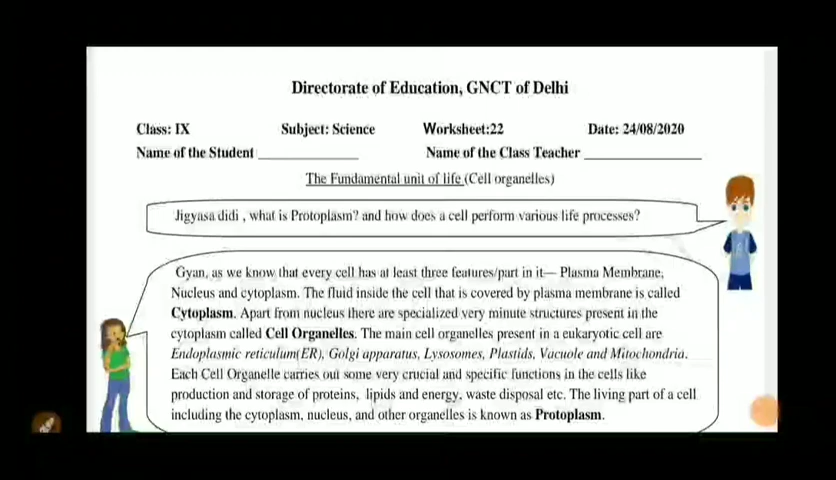 Directorate of Education, GNCT of Delhi
Class: IX Subject: Science Worksheet:22 Date: 24/08/2020
Name of the Student ______________ Name of the Class Teacher ________________
The Fundamental unit of life (Cell organelles)
Jigyasa didi , what is Protoplasm? and how does a cell perform various life processes?
Gyan, as we know that every cell has at least three features/part in it— Plasma Membrane,
Nucleus and cytoplasm. The fluid inside the cell that is covered by plasma membrane is called
Cytoplasm. Apart from nucleus there are specialized very minute structures present in the
cytoplasm called Cell Organelles. The main cell organelles present in a eukaryotic cell are
Endoplasmic reticulum(ER), Golgi apparatus, Lysosomes, Plastids, Vacuole and Mitochondria.
Each Cell Organelle carries out some very crucial and specific functions in the cells like
production and storage of proteins, lipids and energy, waste disposal etc. The living part of a cell
including the cytoplasm, nucleus, and other organelles is known as Protoplasm.